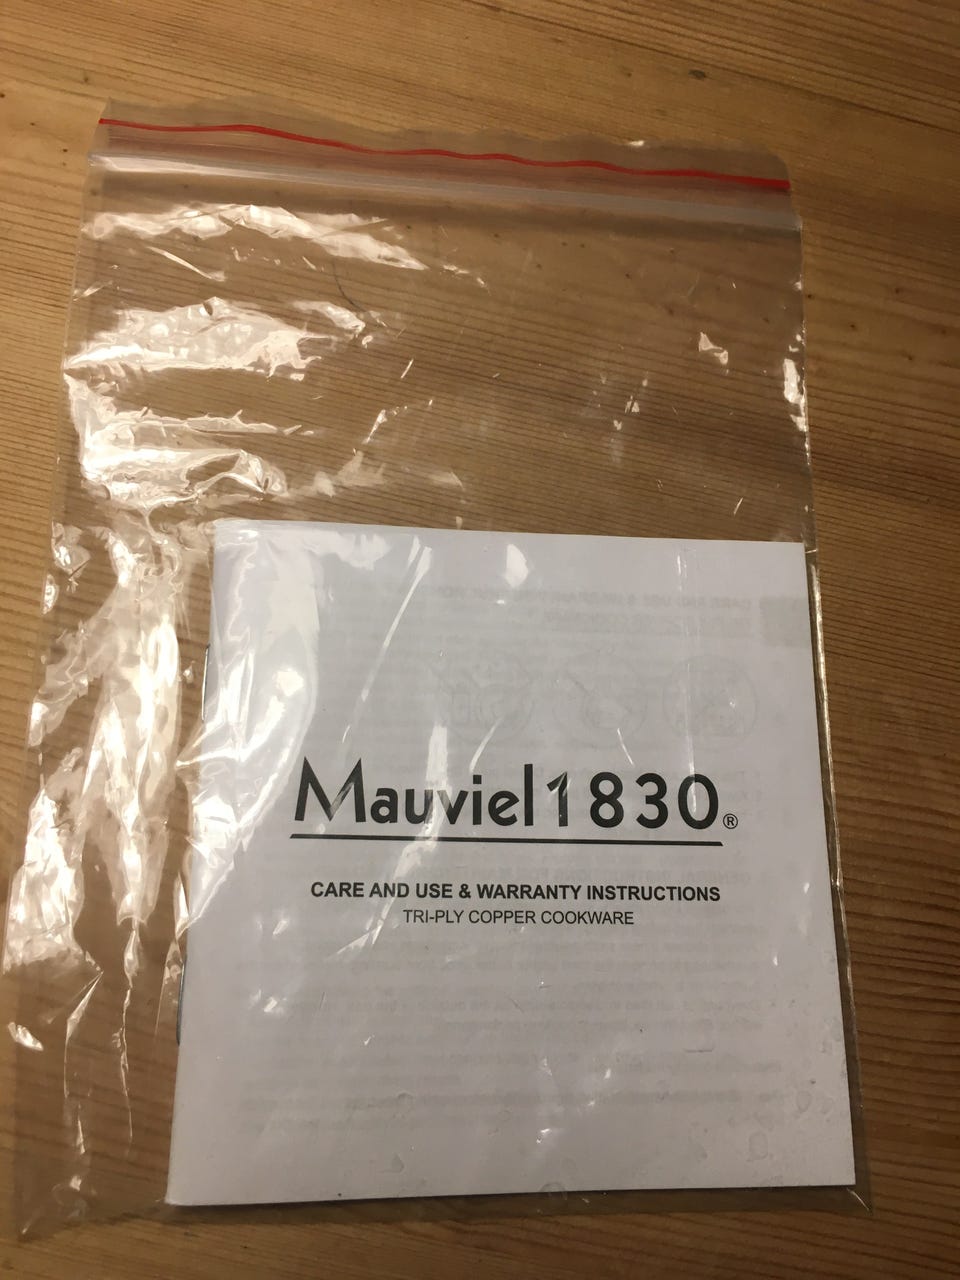 Mauviel1830®
CARE AND USE & WARRANTY INSTRUCTIONS
TRI-PLY COPPER COOKWARE